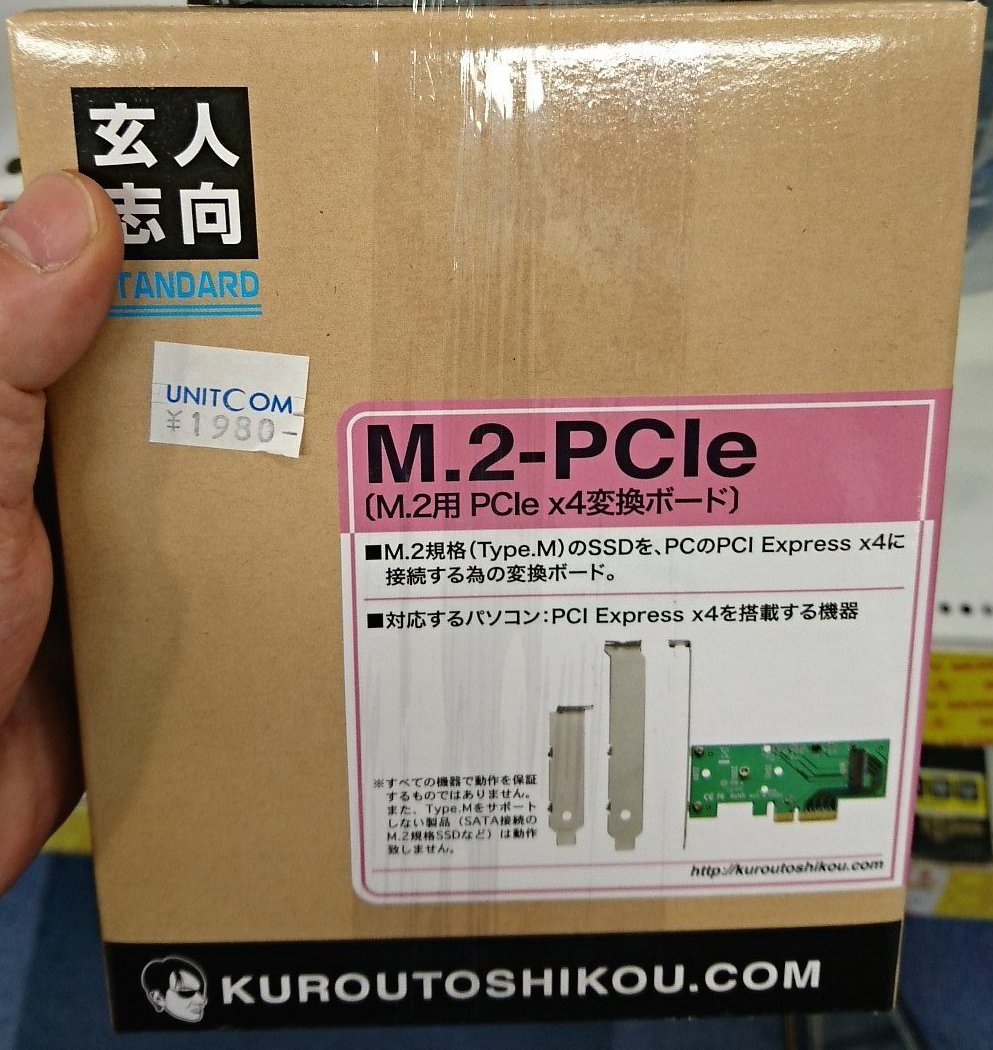 玄人
志向
STANDARD
UNITCOM
¥1980-
M.2-PCIe
〔M.2用 PCIe x4変換ボード〕
■M.2規格(Type.M)のSSDを、PCのPCI Express x4に
接続する為の変換ボード。
■対応するパソコン:PCI Express x4を搭載する機器
※すべての機器で動作を保証
するものではありません。
また、Type.Mをサポート
しない製品(SATA接続の
M.2規格SSDなど)は動作
致しません。
http://kuroutoshikou.com
KUROUTOSHIKOU.COM